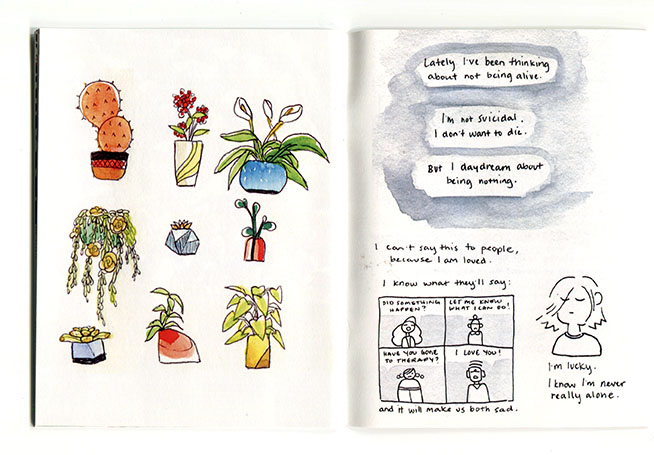 Lately I've been thinking
about not being alive.
I'm not suicidal.
I don't want to die.
But I daydream about
being nothing.
I can't say this to people,
because I am loved.
I know what they'll say:
DID SOMETHING
HAPPEN?
LET ME KNOW
WHAT I CAN DO!
HAVE YOU GONE
TO THERAPY?
I LOVE YOU!
and it will make us both sad.
I'm lucky.
I know I'm never
really alone.